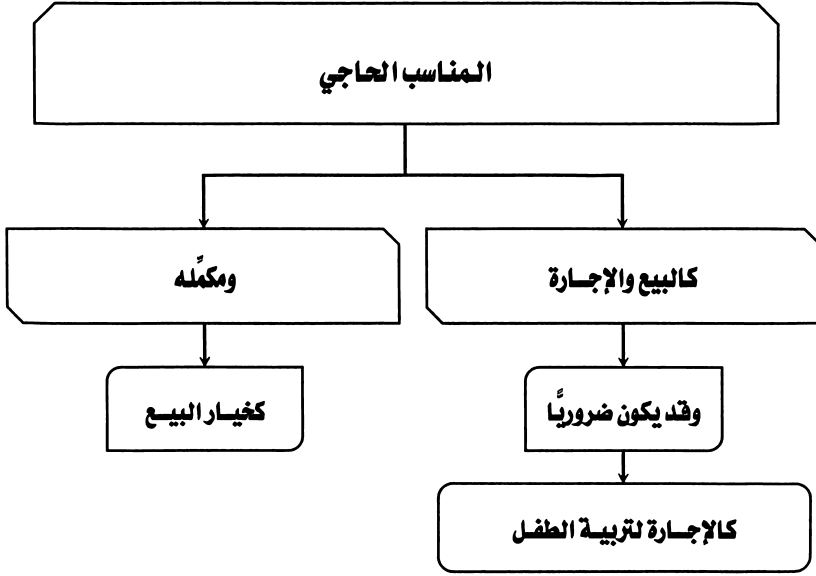 المناسب الحاجي
كالبيع والإجارة
ومكمِّله
وقد يكون ضروريًّا
كخيار البيع
كالإجارة لتربية الطفل